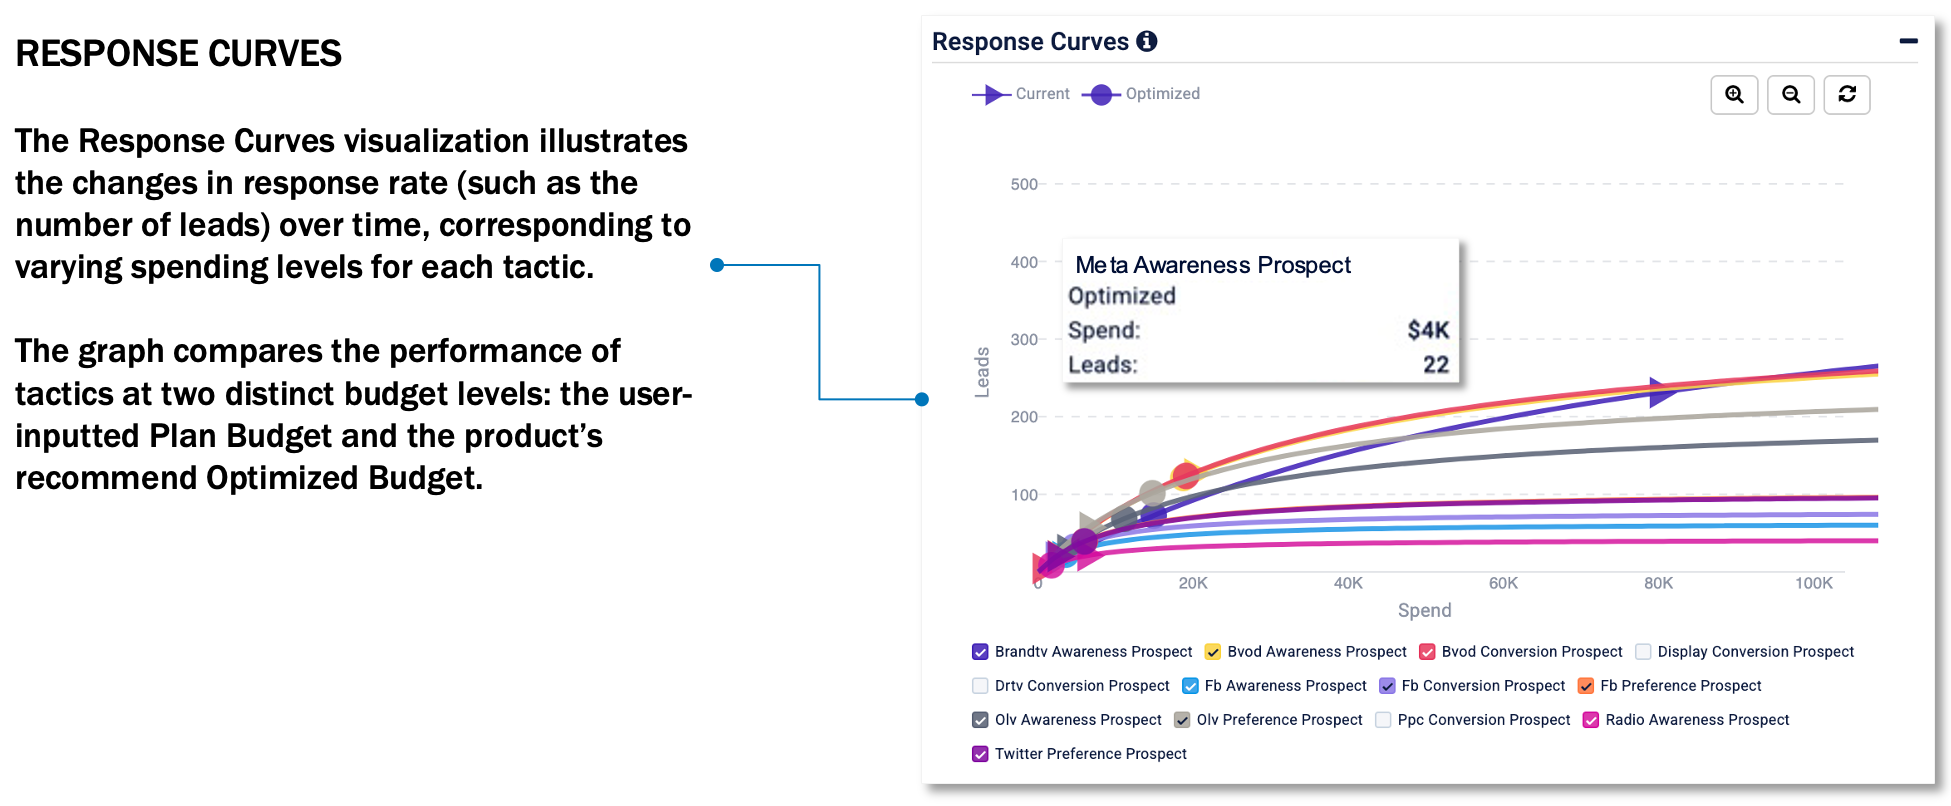 RESPONSE CURVES
The Response Curves visualization illustrates
the changes in response rate (such as the
number of leads) over time, corresponding to
varying spending levels for each tactic.
The graph compares the performance of
tactics at two distinct budget levels: the user-
inputted Plan Budget and the product’s
recommend Optimized Budget.
Response Curves
Current Optimized
500
400
300
200
100
Leads
Meta Awareness Prospect
Optimized
Spend: $4K
Leads: 22
0 20K 40K 60K 80K 100K
Spend
Brandtv Awareness Prospect Bvod Awareness Prospect Bvod Conversion Prospect Display Conversion Prospect
Drtv Conversion Prospect Fb Awareness Prospect Fb Conversion Prospect Fb Preference Prospect
Olv Awareness Prospect Olv Preference Prospect Ppc Conversion Prospect Radio Awareness Prospect
Twitter Preference Prospect